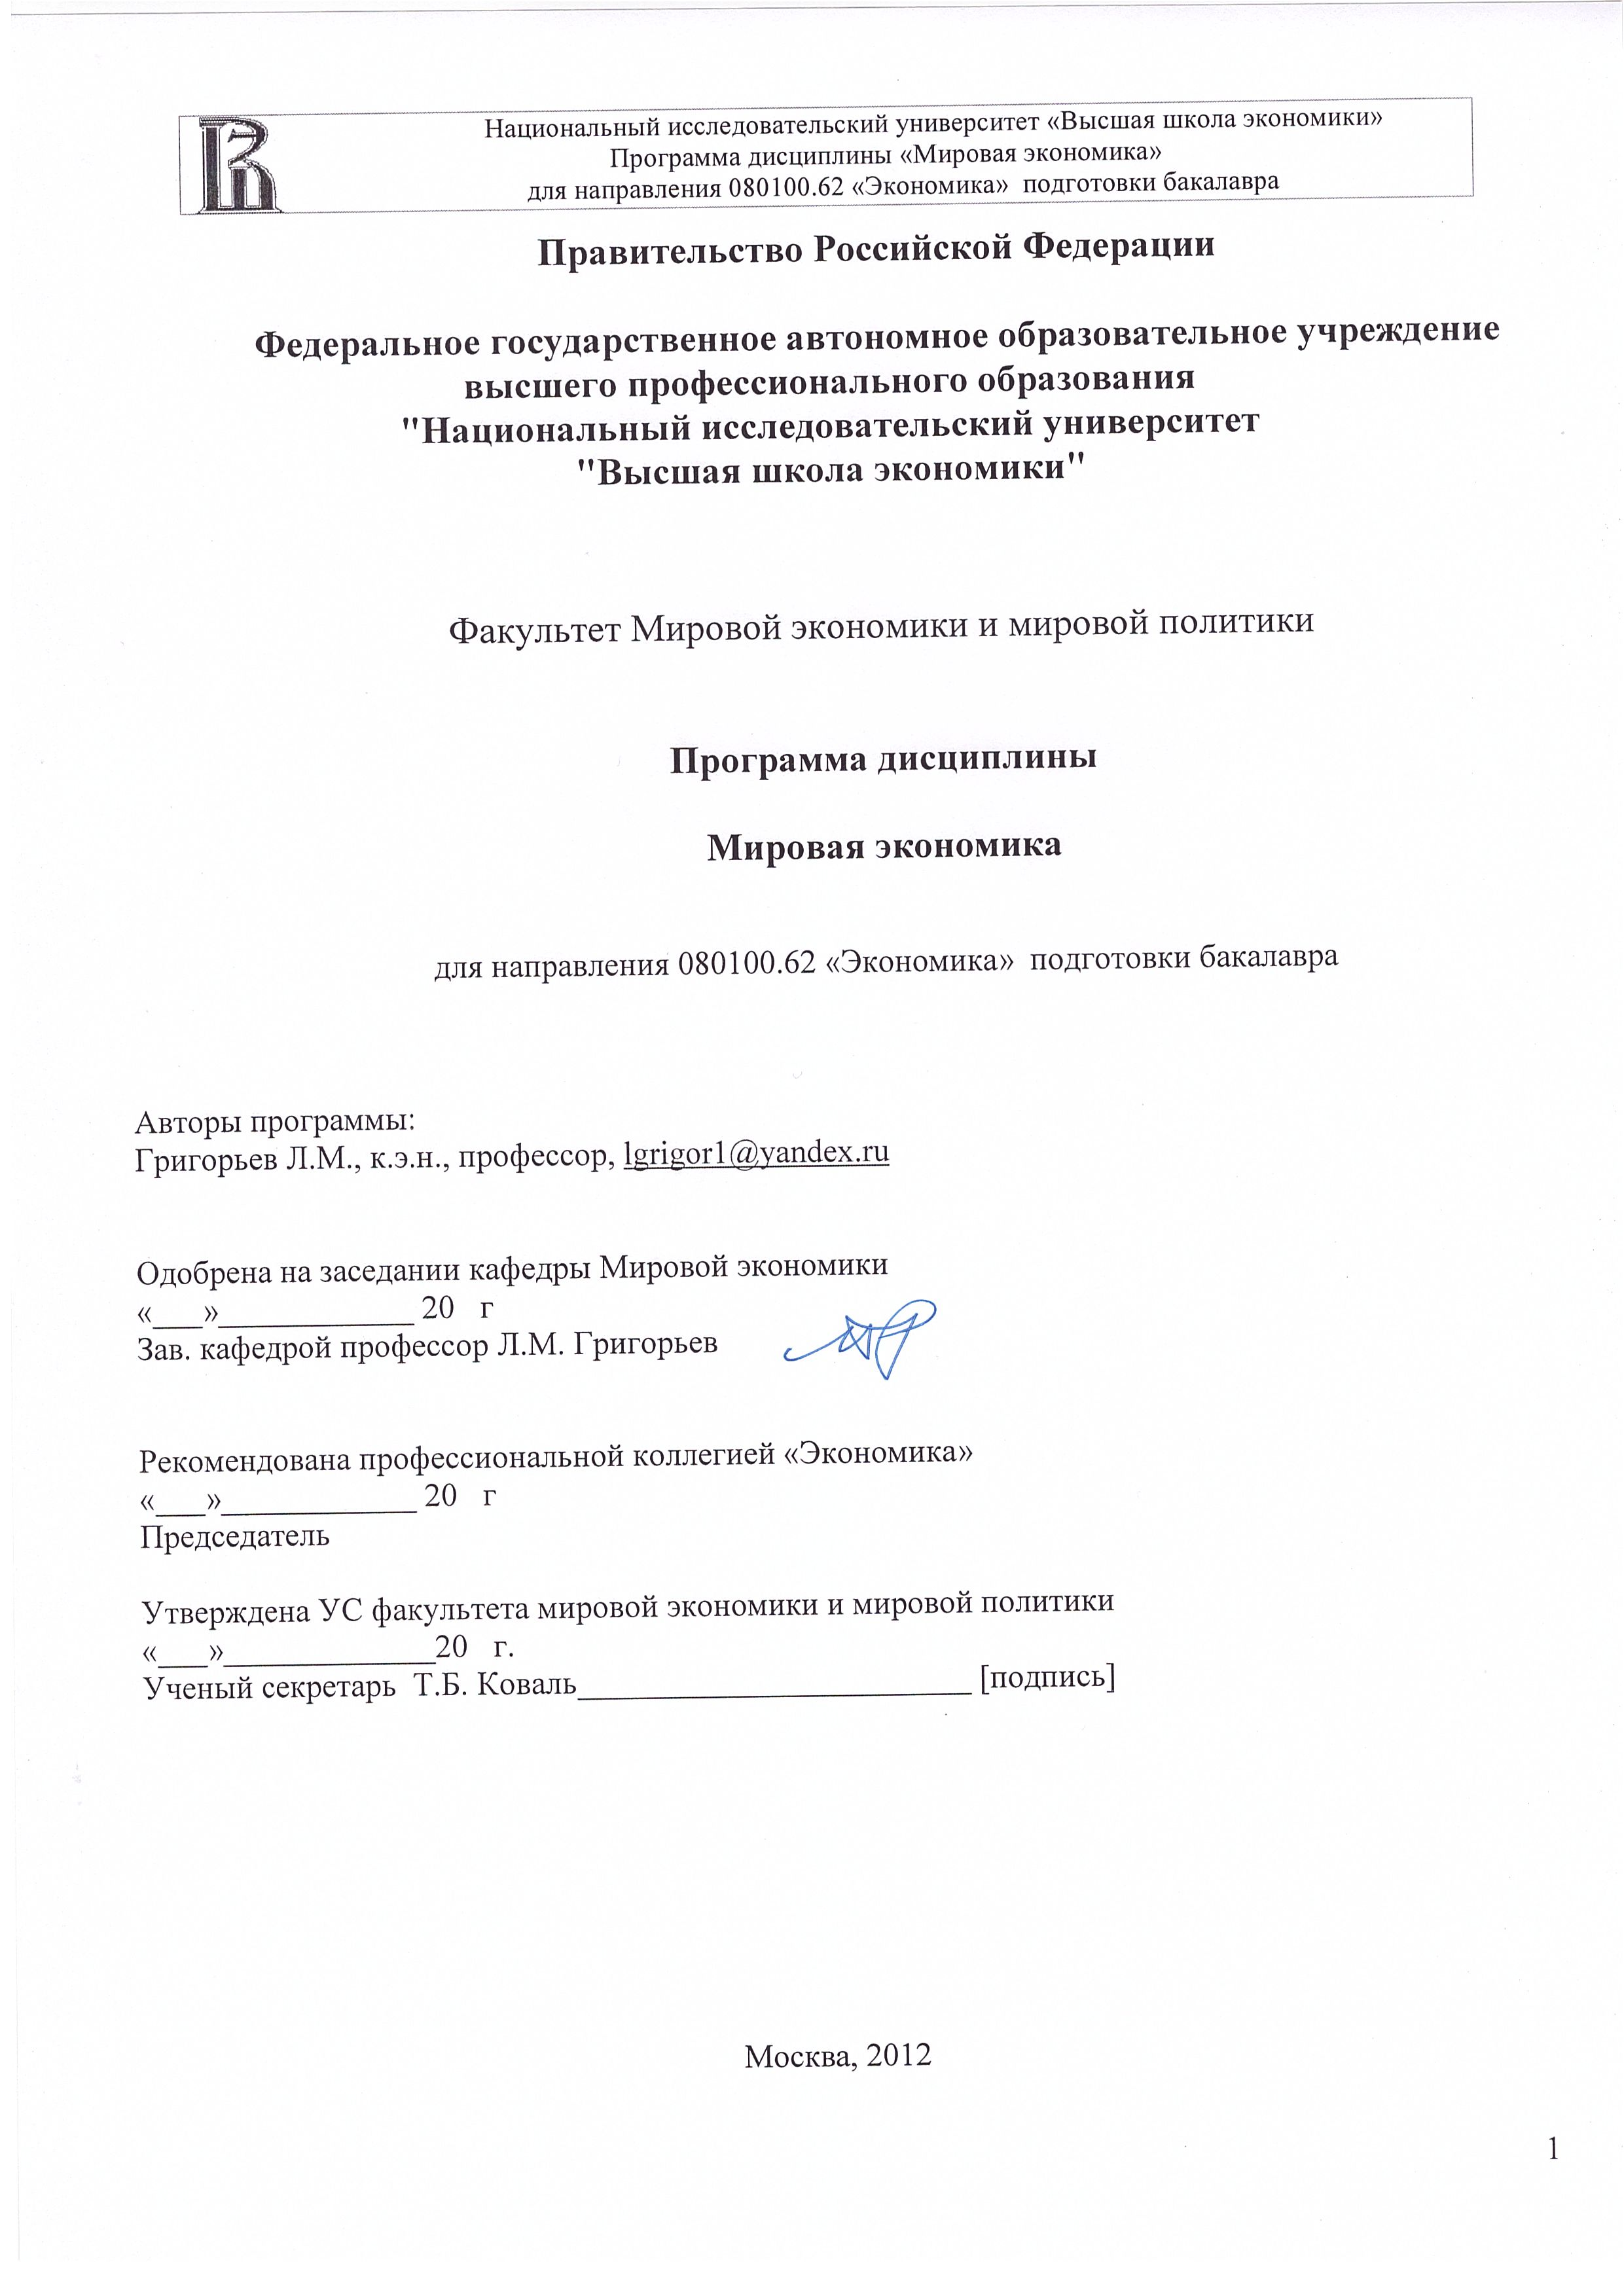 Национальный исследовательский университет «Высшая школа экономики»
Программа дисциплины «Мировая экономика»
для направления 080100.62 «Экономика» подготовки бакалавра
Правительство Российской Федерации
Федеральное государственное автономное образовательное учреждение
высшего профессионального образования
"Национальный исследовательский университет
"Высшая школа экономики"
Факультет Мировой экономики и мировой политики
Программа дисциплины
Мировая экономика
для направления 080100.62 «Экономика» подготовки бакалавра
Авторы программы:
Григорьев Л.М., к.э.н., профессор, lgrigor1@yandex.ru
Одобрена на заседании кафедры Мировой экономики
«___»____________ 20 г
Зав. кафедрой профессор Л.М. Григорьев
Рекомендована профессиональной коллегией «Экономика»
«___»____________ 20 г
Председатель
Утверждена УС факультета мировой экономики и мировой политики
«___»_____________20 г.
Ученый секретарь Т.Б. Коваль________________________ [подпись]
Москва, 2012
1